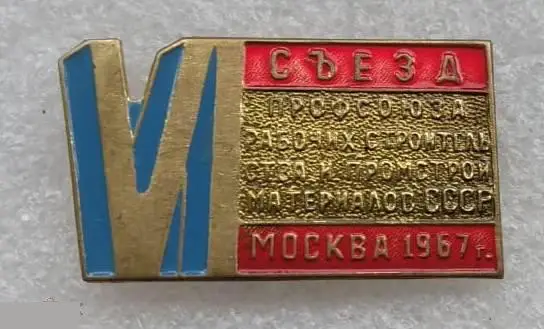 VI
СЪЕЗД
ПРОФСОЮЗА
РАБОЧИХ СТРОИТЕЛЬ
СТВА И ПРОМСТРОЙ
МАТЕРИАЛОВ СССР
МОСКВА 1967 г.